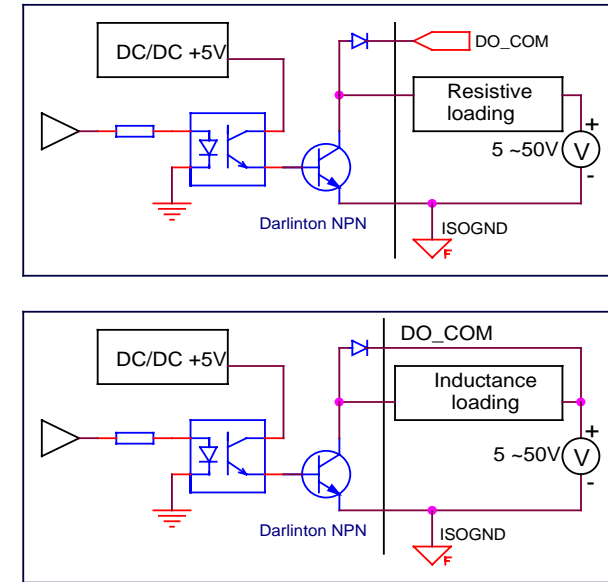 DO_COM
DC/DC +5V
Resistive
loading
+
5 ~50V
V
-
Darlinton NPN
ISOGND
F
DO_COM
DC/DC +5V
Inductance
loading
+
5 ~50V
V
-
Darlinton NPN
ISOGND
F